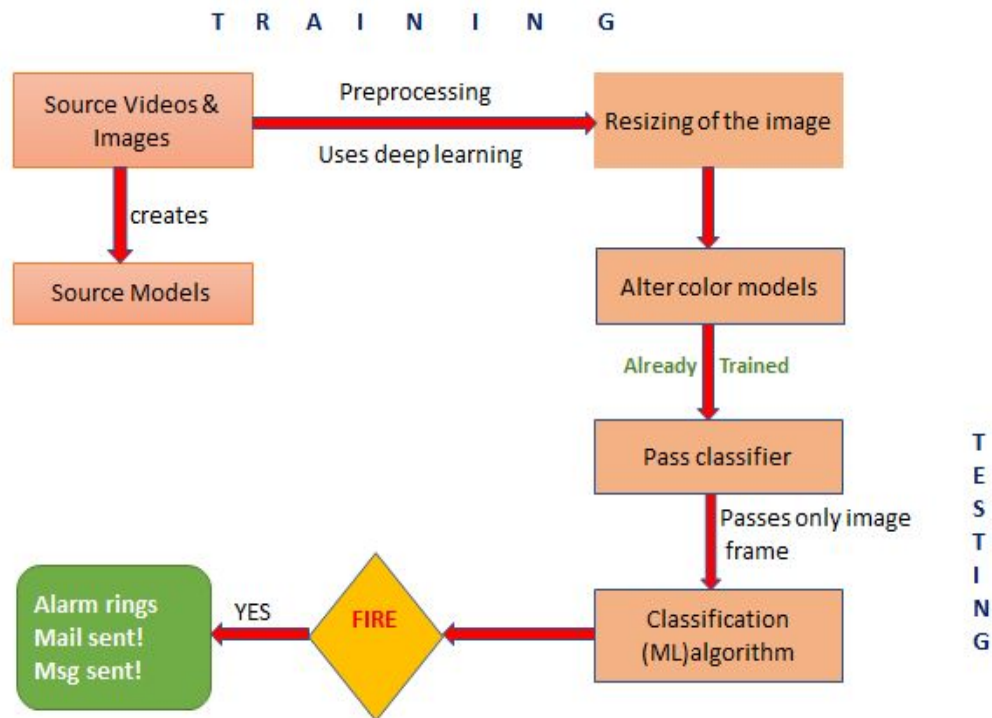 T R A I N I N G
Source Videos &
Images
Preprocessing
Uses deep learning
Resizing of the image
creates
Source Models
Alter color models
Already Trained
Pass classifier
Passes only image
frame
Classification
(ML)algorithm
FIRE
YES
Alarm rings
Mail sent!
Msg sent!
T
E
S
T
I
N
G